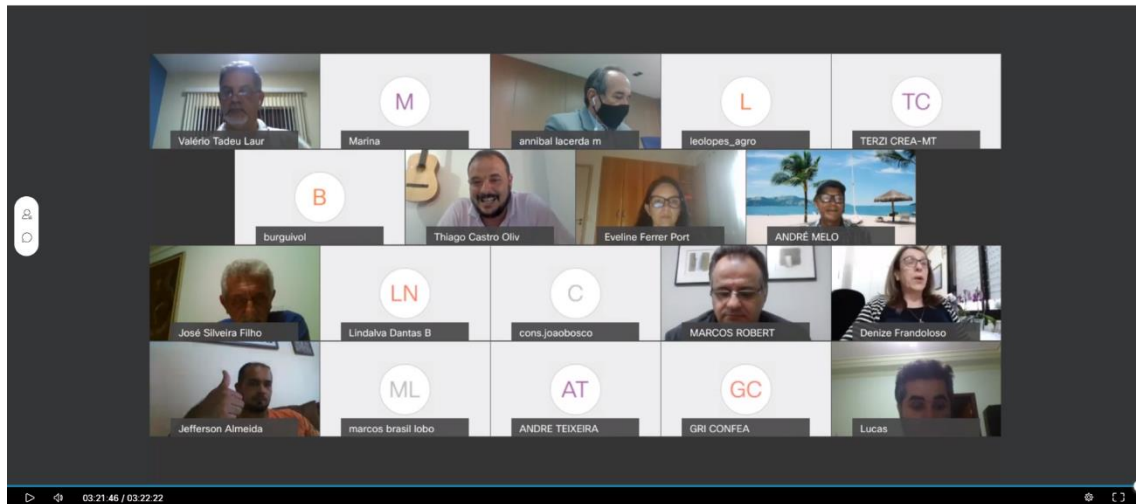 M
L
TC
Valério Tadeu Laur
Marina
annibal lacerda m
leolopes_agro
TERZI CREA-MT
B
burguivol
Thiago Castro Oliv
Eveline Ferrer Port
ANDRÉ MELO
LN
C
José Silveira Filho
Lindalva Dantas B
cons.joaobosco
MARCOS ROBERT
Denize Frandoloso
ML
AT
GC
Jefferson Almeida
marcos brasil lobo
ANDRE TEIXEIRA
GRI CONFEA
Lucas
03:21:46 / 03:22:22